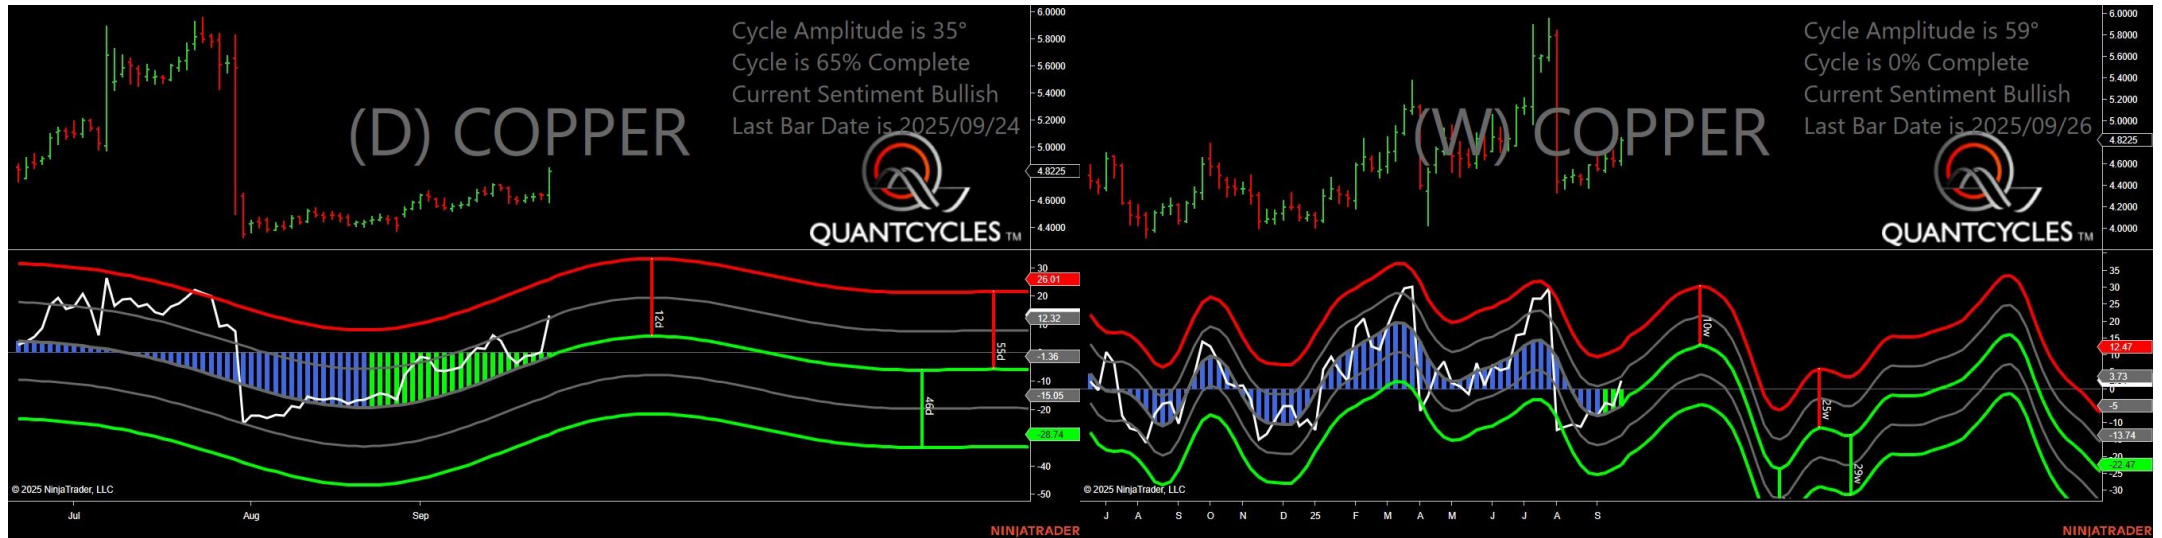 (D) COPPER
Cycle Amplitude is 35°
Cycle is 65% Complete
Current Sentiment Bullish
Last Bar Date is 2025/09/24
QUANTCYCLES TM
6.0000
5.8000
5.6000
5.4000
5.2000
5.0000
4.8225
4.6000
4.4000
30
26.01
20
12.32
-1.36
-10
-15.05
-20
-28.74
-40
-50
12d
55d
46d
© 2025 NinjaTrader, LLC
Jul Aug Sep
NINJATRADER
(W) COPPER
Cycle Amplitude is 59°
Cycle is 0% Complete
Current Sentiment Bullish
Last Bar Date is 2025/09/26
QUANTCYCLES TM
6.0000
5.8000
5.6000
5.4000
5.2000
5.0000
4.8225
4.6000
4.4000
4.2000
4.0000
35
30
25
20
15
12.47
3.73
-5
-10
-13.74
-22.47
-30
10w
25w
29w
© 2025 NinjaTrader, LLC
J A S O N D 25 F M A M J J A S
NINJATRADER